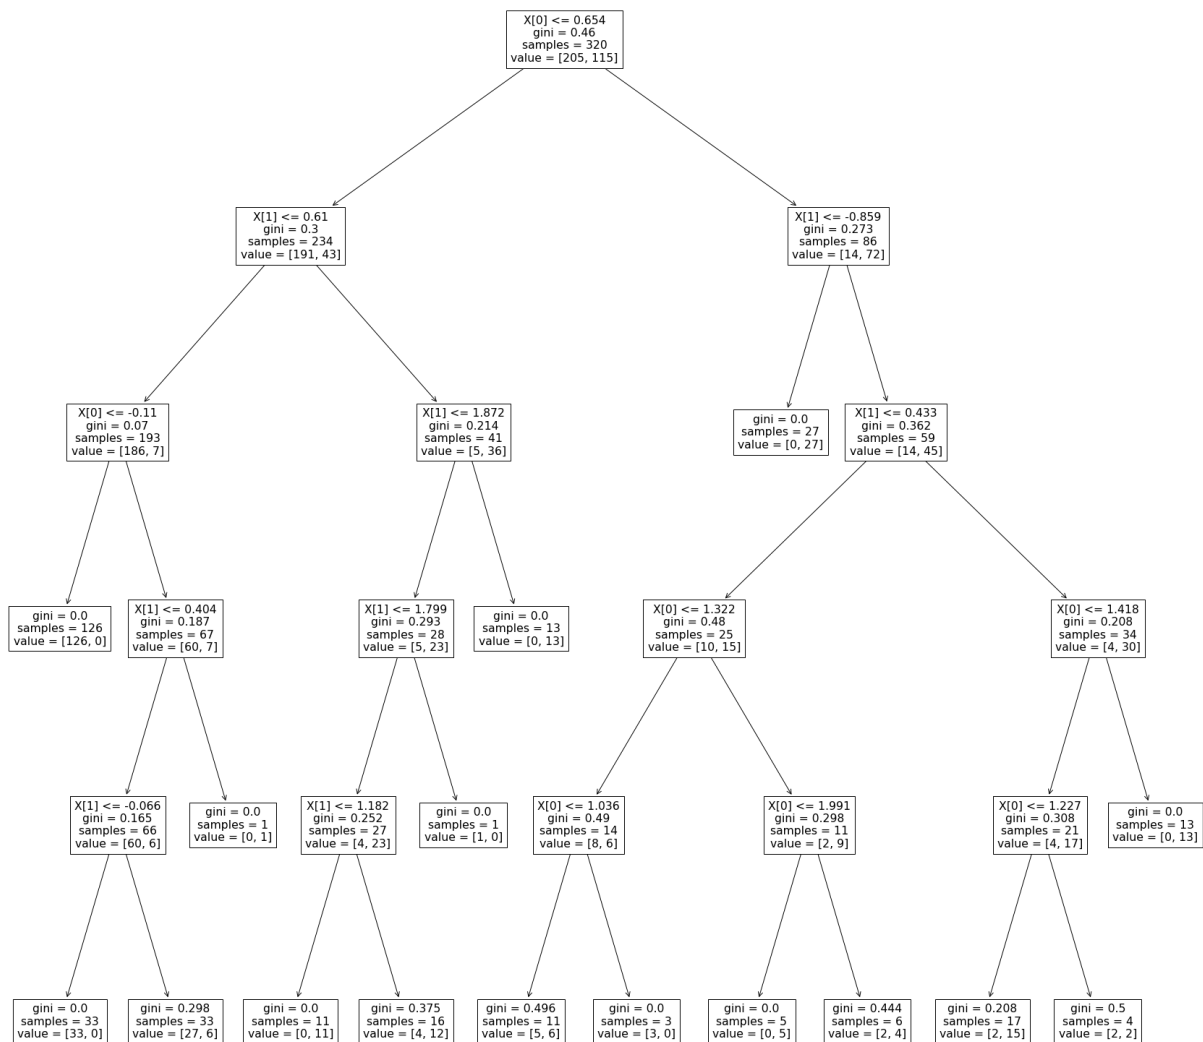 X[0] <= 0.654
gini = 0.46
samples = 320
value = [205, 115]
X[1] <= 0.61
gini = 0.3
samples = 234
value = [191, 43]
X[1] <= -0.859
gini = 0.273
samples = 86
value = [14, 72]
X[0] <= -0.11
gini = 0.07
samples = 193
value = [186, 7]
X[1] <= 1.872
gini = 0.214
samples = 41
value = [5, 36]
gini = 0.0
samples = 27
value = [0, 27]
X[1] <= 0.433
gini = 0.362
samples = 59
value = [14, 45]
gini = 0.0
samples = 126
value = [126, 0]
X[1] <= 0.404
gini = 0.187
samples = 67
value = [60, 7]
X[1] <= 1.799
gini = 0.293
samples = 28
value = [5, 23]
gini = 0.0
samples = 13
value = [0, 13]
X[0] <= 1.322
gini = 0.48
samples = 25
value = [10, 15]
X[0] <= 1.418
gini = 0.208
samples = 34
value = [4, 30]
X[1] <= -0.066
gini = 0.165
samples = 66
value = [60, 6]
gini = 0.0
samples = 1
value = [0, 1]
X[1] <= 1.182
gini = 0.252
samples = 27
value = [4, 23]
gini = 0.0
samples = 1
value = [1, 0]
X[0] <= 1.036
gini = 0.49
samples = 14
value = [8, 6]
X[0] <= 1.991
gini = 0.298
samples = 11
value = [2, 9]
X[0] <= 1.227
gini = 0.308
samples = 21
value = [4, 17]
gini = 0.0
samples = 13
value = [0, 13]
gini = 0.0
samples = 33
value = [33, 0]
gini = 0.298
samples = 33
value = [27, 6]
gini = 0.0
samples = 11
value = [0, 11]
gini = 0.375
samples = 16
value = [4, 12]
gini = 0.496
samples = 11
value = [5, 6]
gini = 0.0
samples = 3
value = [3, 0]
gini = 0.0
samples = 5
value = [0, 5]
gini = 0.444
samples = 6
value = [2, 4]
gini = 0.208
samples = 17
value = [2, 15]
gini = 0.5
samples = 4
value = [2, 2]